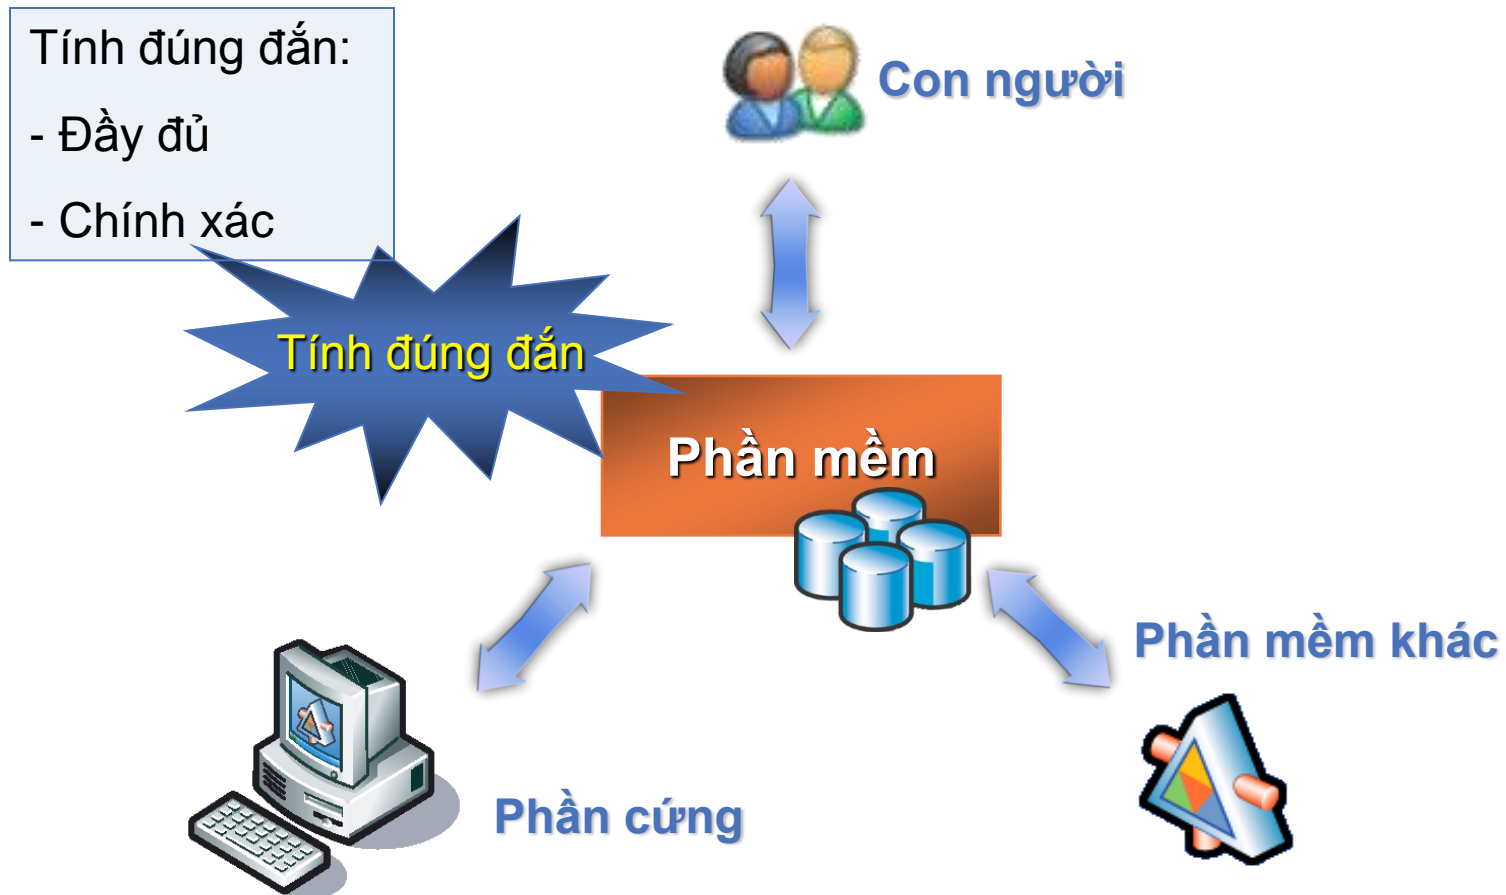 Tính đúng đắn:
- Đầy đủ
- Chính xác
Con người
Tính đúng đắn
Phần mềm
Phần mềm khác
Phần cứng